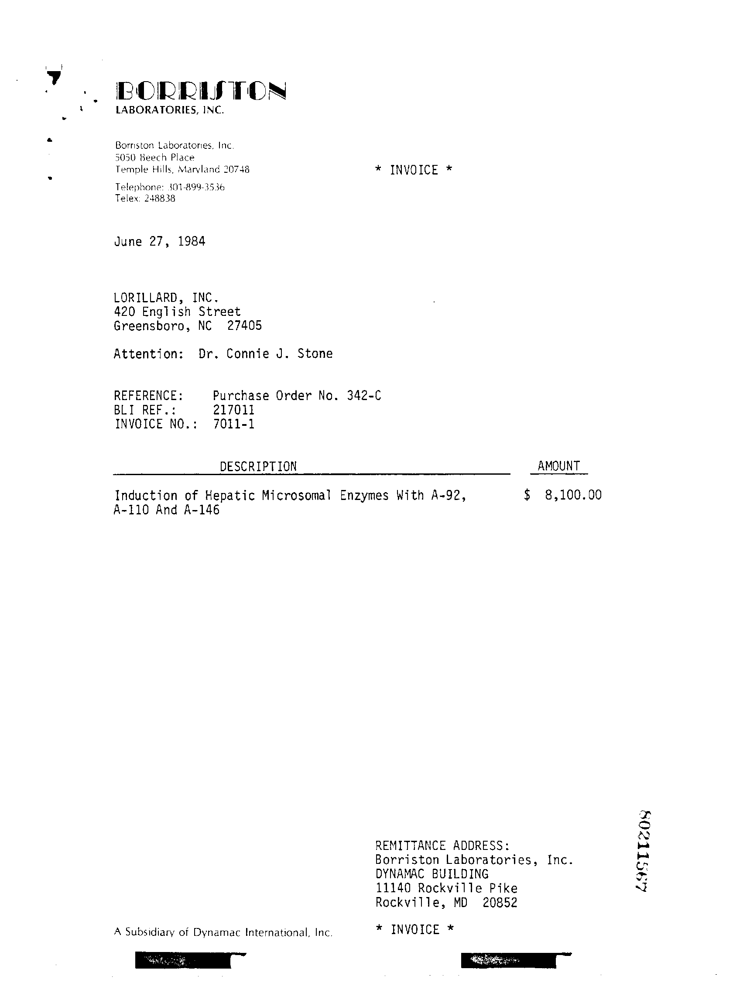 BORRISTON
LABORATORIES, INC.
Borriston Laboratories, Inc.
5050 Beech Place
Temple Hills, Maryland 20748
* INVOICE *
Telephone: 301-899-3536
Telex: 248838
June 27, 1984
LORILLARD, INC.
420 English Street
Greensboro, NC 27405
Attention: Dr. Connie J. Stone
REFERENCE: Purchase Order No. 342-C
BLI REF.: 217011
INVOICE NO.: 7011-1
DESCRIPTION AMOUNT
Induction of Hepatic Microsomal Enzymes With A-92, $ 8,100.00
A-110 And A-146
80211567
REMITTANCE ADDRESS:
Borriston Laboratories, Inc.
DYNAMAC BUILDING
11140 Rockville Pike
Rockville, MD 20852
A Subsidiary of Dynamac International, Inc. * INVOICE *